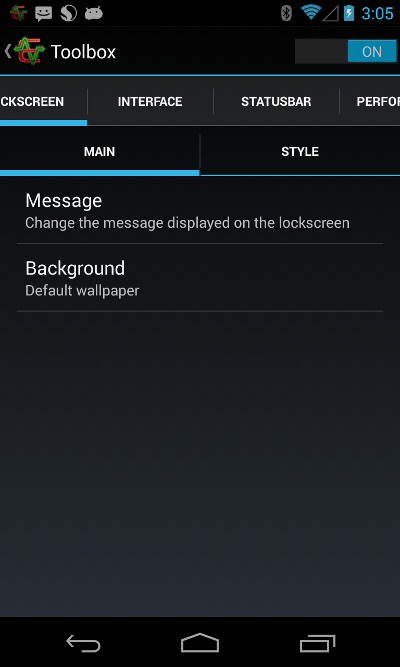 3:05
Toolbox
ON
CKSCREEN
INTERFACE
STATUSBAR
PERFO
MAIN
STYLE
Message
Change the message displayed on the lockscreen
Background
Default wallpaper